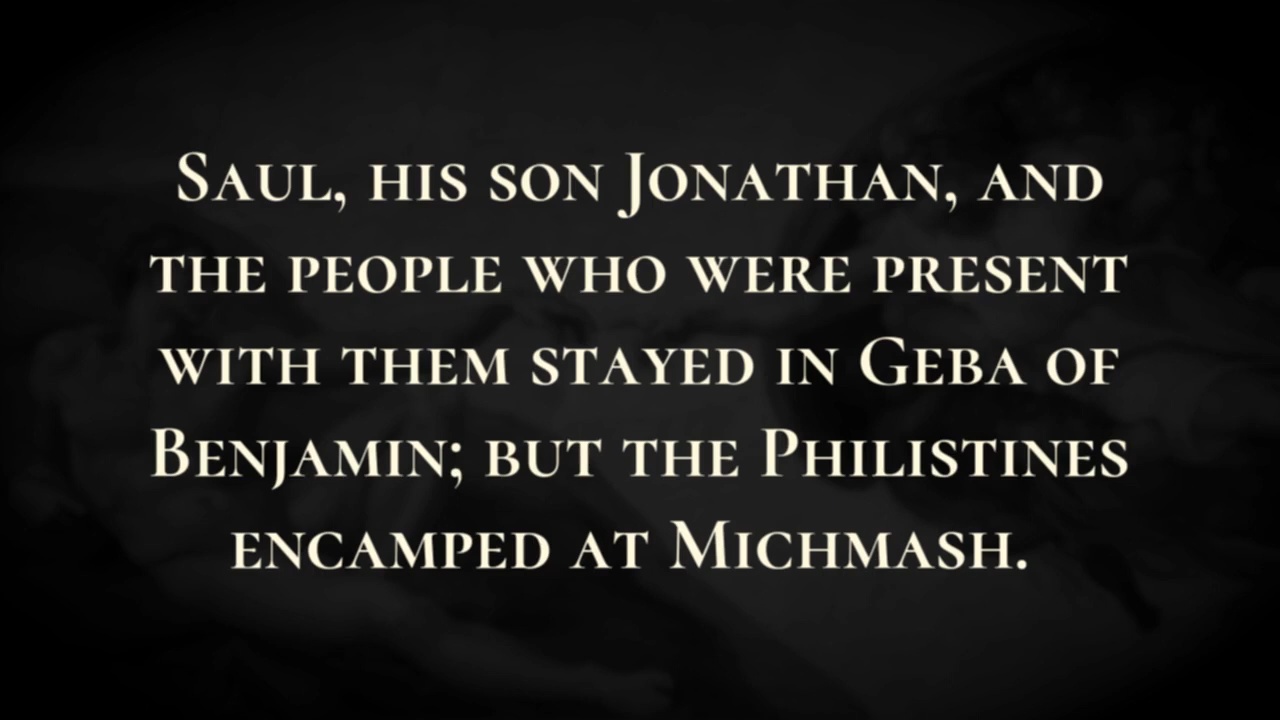 Saul, his son Jonathan, and
the people who were present
with them stayed in Geba of
Benjamin; but the Philistines
encamped at Michmash.